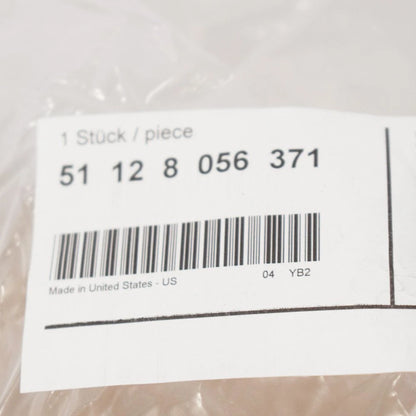 1 Stück / piece
51 12 8 056 371
Made in United States - US 04 YB2